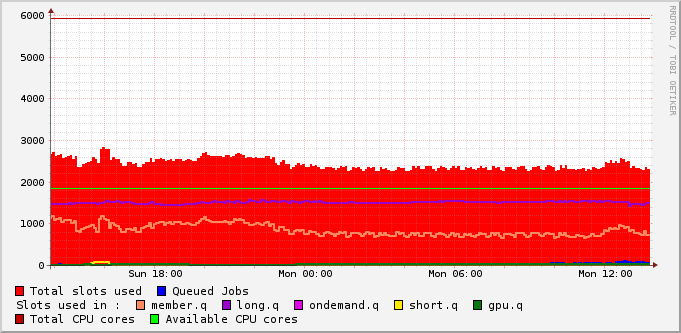 6000
5000
4000
3000
2000
1000
0
Sun 18:00 Mon 00:00 Mon 06:00 Mon 12:00
Total slots used Queued Jobs
Slots used in : member.q long.q ondemand.q short.q gpu.q
Total CPU cores Available CPU cores
RRDTOOL / TOBI OETIKER